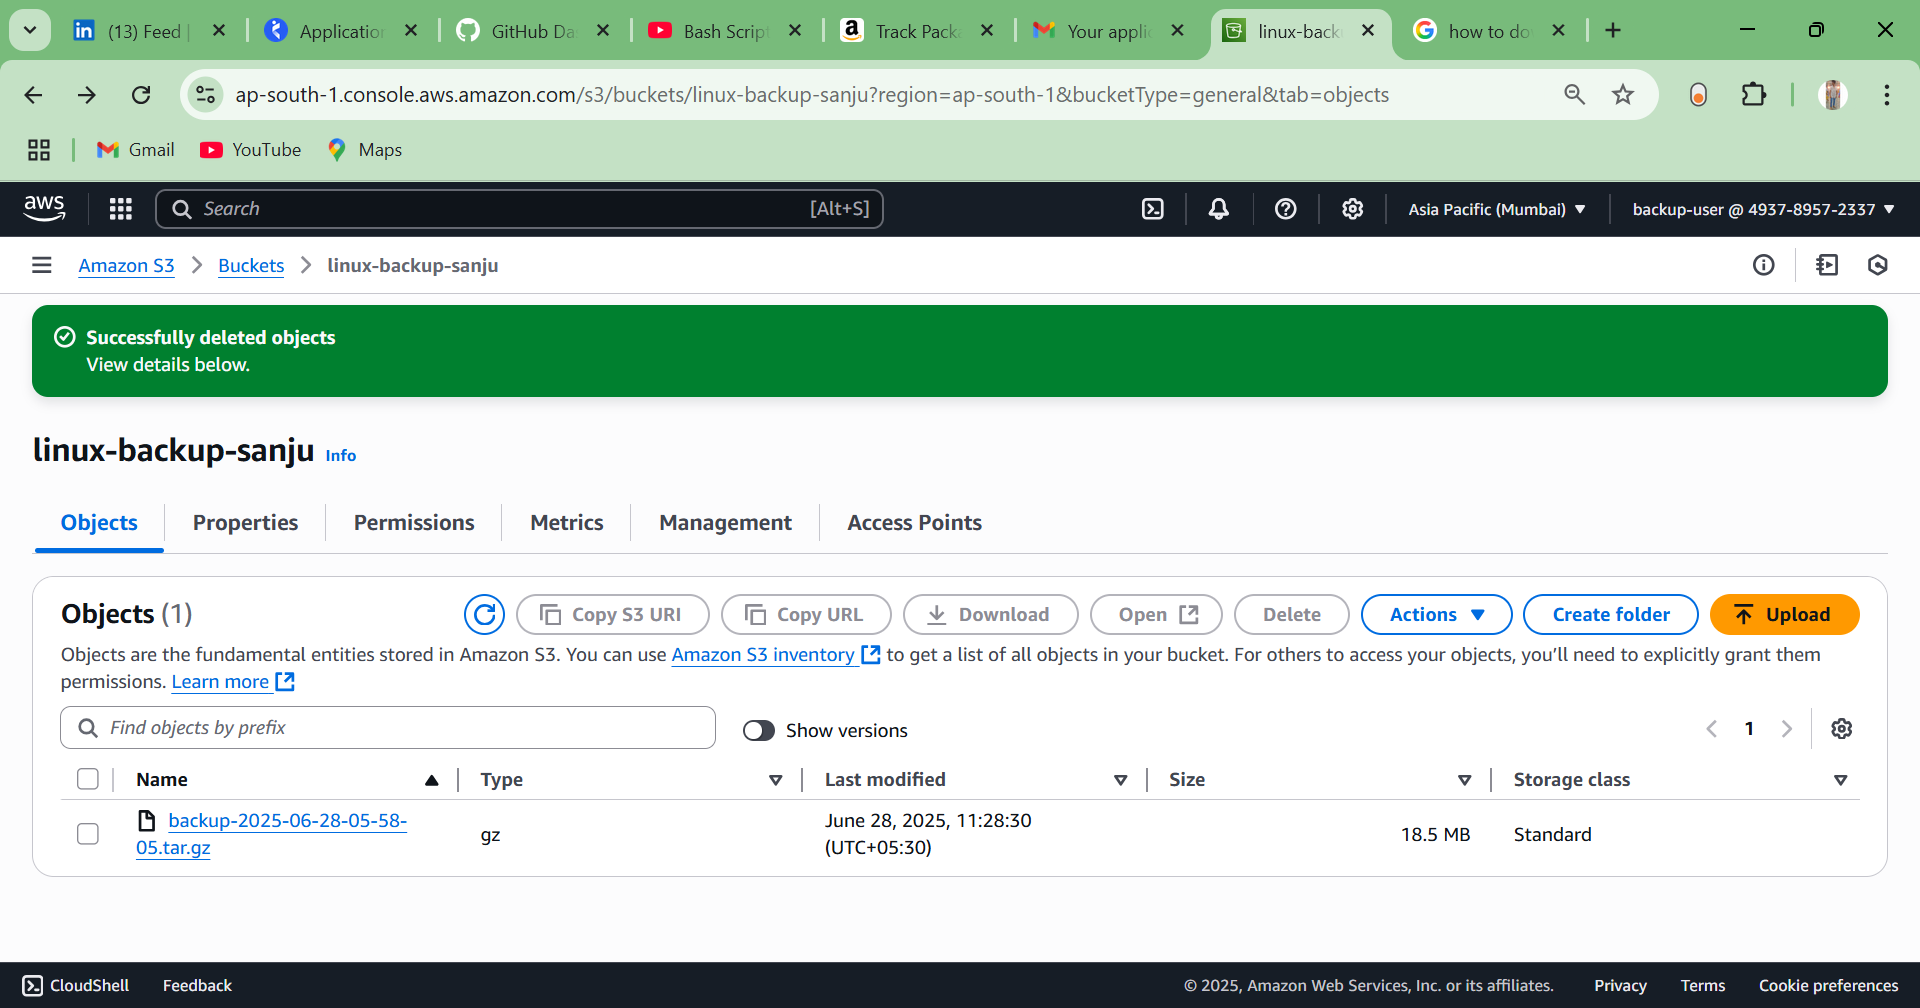 (13) Feed |
Application
GitHub Da
Bash Script
Track Pack
Your appli
linux-back
how to do
ap-south-1.console.aws.amazon.com/s3/buckets/linux-backup-sanju?region=ap-south-1&bucketType=general&tab=objects
Gmail
YouTube
Maps
aws
Search
[Alt+S]
Asia Pacific (Mumbai)
backup-user @ 4937-8957-2337
Amazon S3
Buckets
linux-backup-sanju
Successfully deleted objects
View details below.
linux-backup-sanju Info
Objects
Properties
Permissions
Metrics
Management
Access Points
Objects (1)
Copy S3 URI
Copy URL
Download
Open
Delete
Actions
Create folder
Upload
Objects are the fundamental entities stored in Amazon S3. You can use Amazon S3 inventory to get a list of all objects in your bucket. For others to access your objects, you’ll need to explicitly grant them
permissions. Learn more
Find objects by prefix
Show versions
1
Name
Type
Last modified
Size
Storage class
backup-2025-06-28-05-58-
05.tar.gz
gz
June 28, 2025, 11:28:30
(UTC+05:30)
18.5 MB
Standard
CloudShell
Feedback
© 2025, Amazon Web Services, Inc. or its affiliates.
Privacy
Terms
Cookie preferences